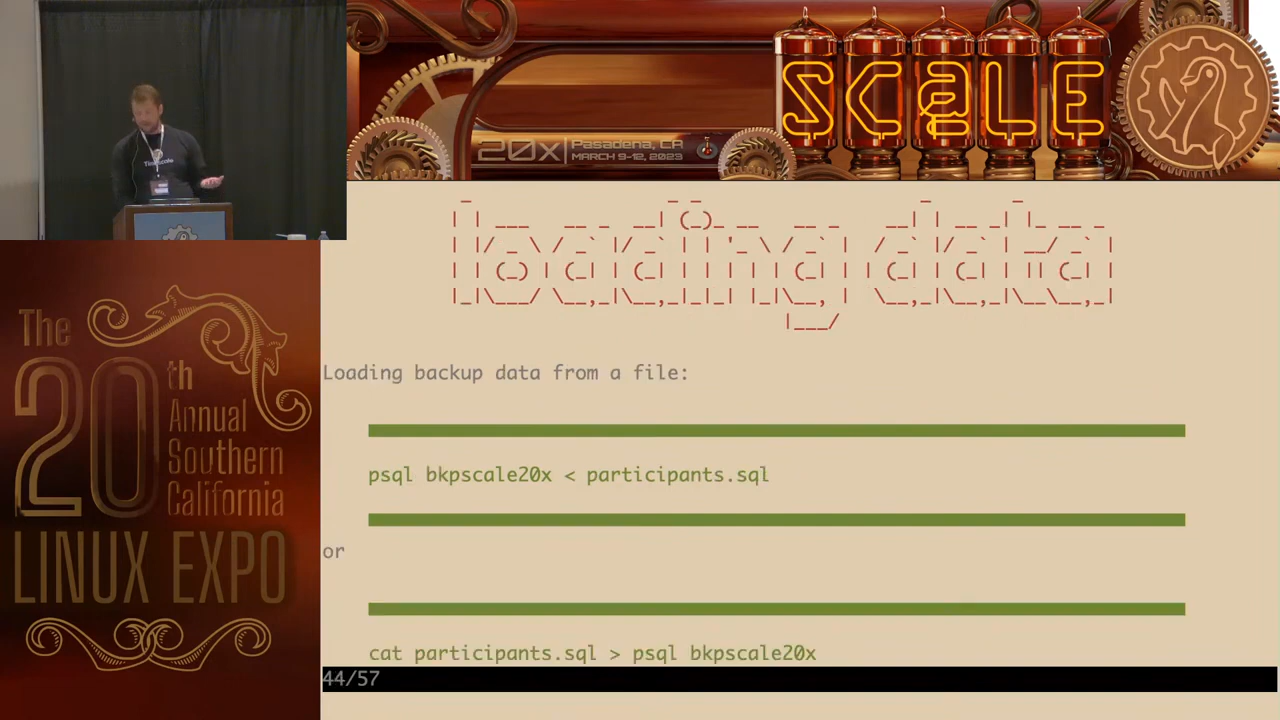 Timescale
SCaLE
20x
Pasadena, CA
MARCH 9-12, 2023
The
20th
Annual
Southern
California
LINUX EXPO
loading data
Loading backup data from a file:
psql bkpscale20x < participants.sql
or
cat participants.sql > psql bkpscale20x
44/57